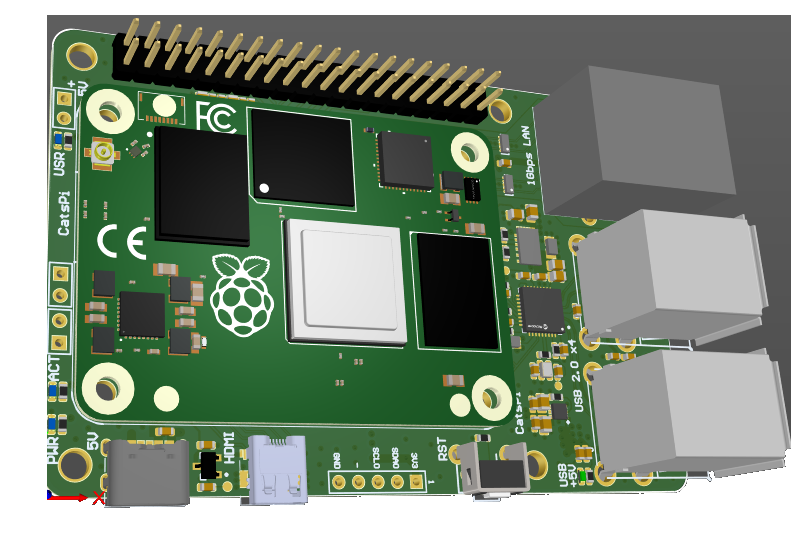 +
5V
FC
USR
CatsPi
CE
1Gbps LAN
ACT
PWR
5V
HDMI
GND
-
SCL0
SDA0
3V3
1
RST
CatsPi
USB 2.0 x4
USB
+5V
X